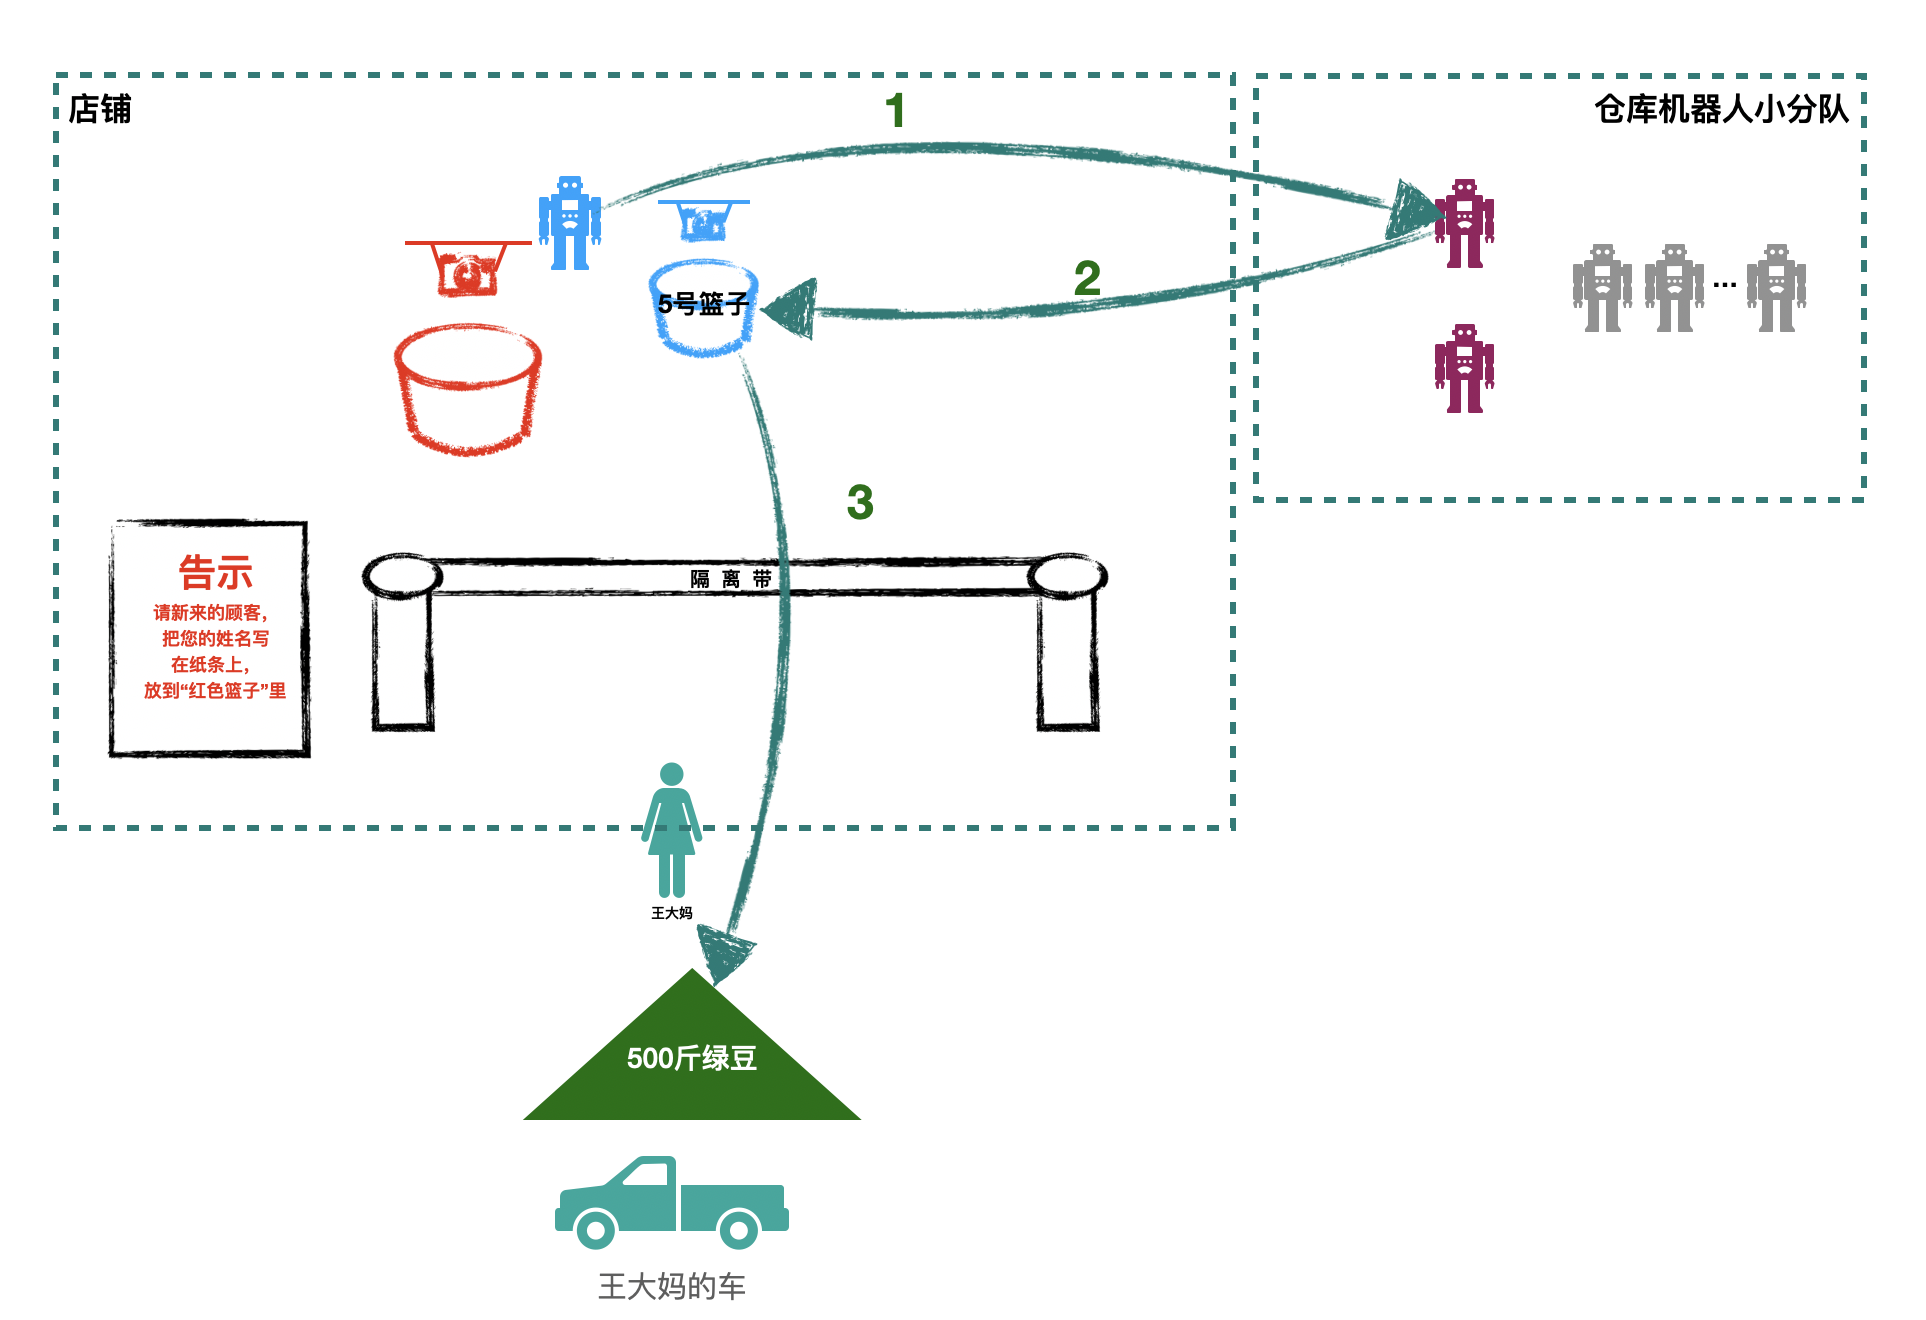 店铺
仓库机器人小分队
1
2
5号篮子
...
3
告示
请新来的顾客,
把您的姓名写
在纸条上,
放到“红色篮子”里
隔 离 带
王大妈
500斤绿豆
王大妈的车